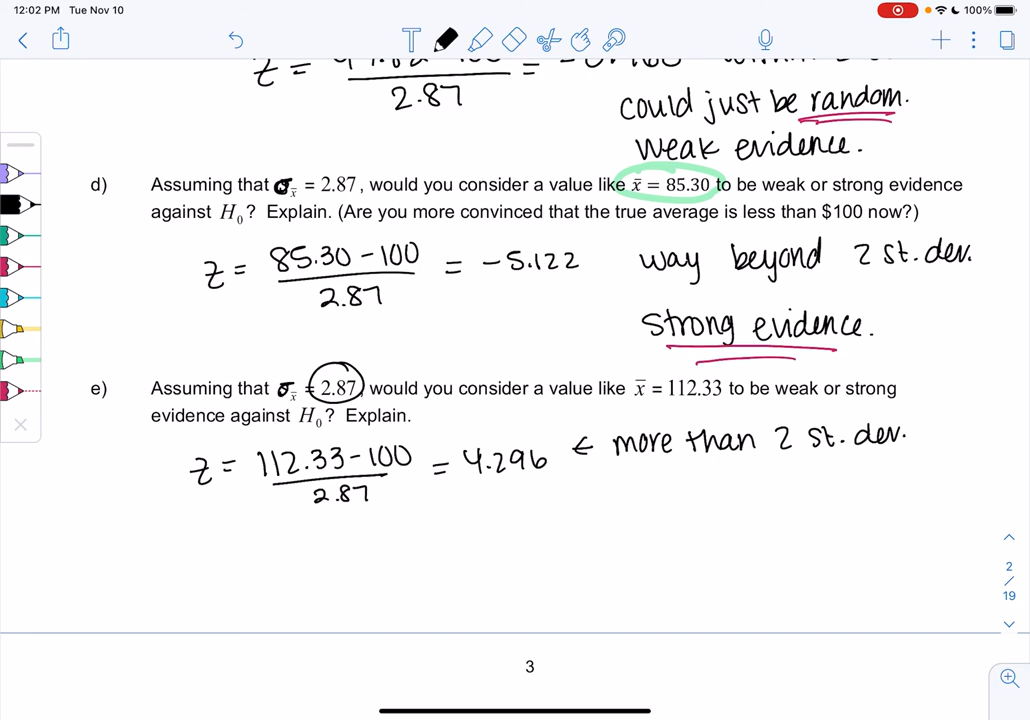 12:02 PM Tue Nov 10
100%
T
z = = within 2
2.87
could just be random.
weak evidence.
d) Assuming that σx̄ = 2.87, would you consider a value like x̄ = 85.30 to be weak or strong evidence
against H₀? Explain. (Are you more convinced that the true average is less than $100 now?)
z = 85.30 - 100 = -5.122 way beyond 2 st. dev.
2.87
strong evidence.
e) Assuming that σx̄ = 2.87, would you consider a value like x̄ = 112.33 to be weak or strong
evidence against H₀? Explain.
z = 112.33 - 100 = 4.296 ← more than 2 st. dev.
2.87
2
/
19
3